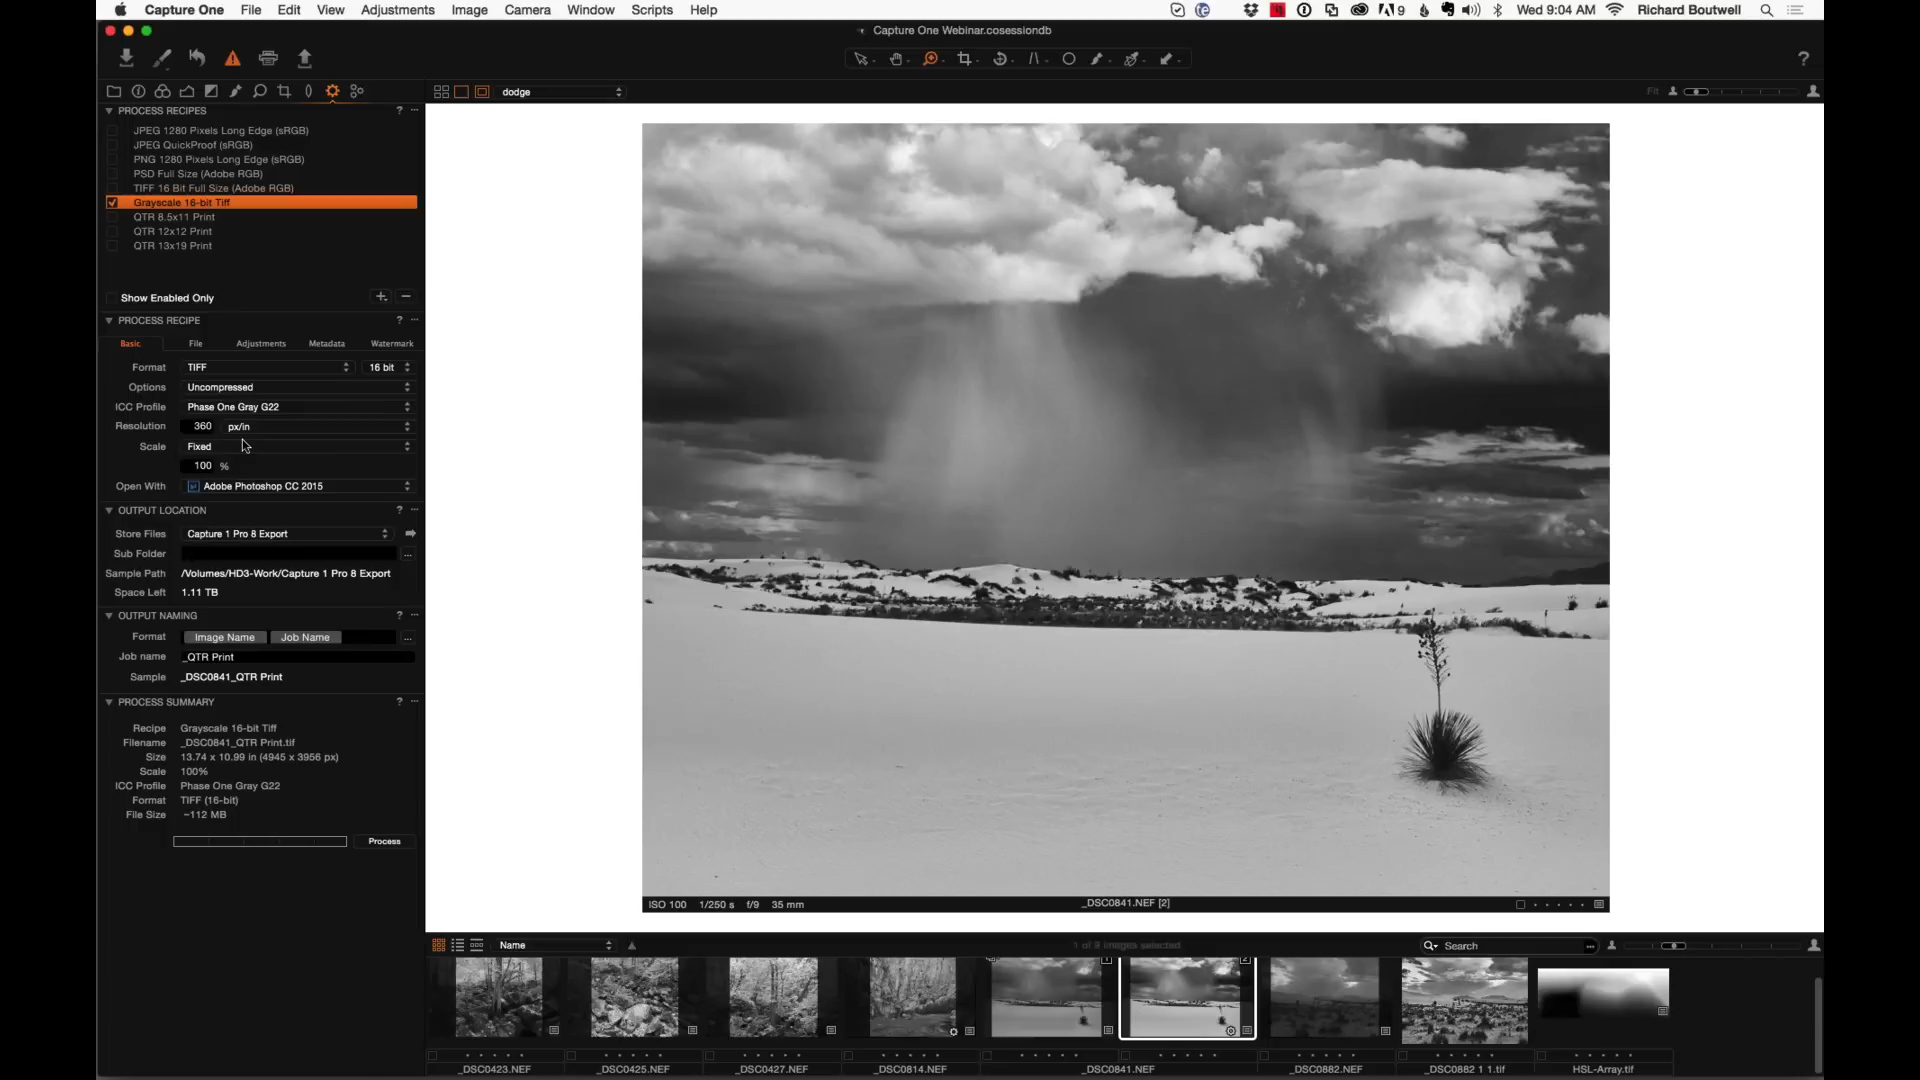 Capture One File Edit View Adjustments Image Camera Window Scripts Help 9 Wed 9:04 AM Richard Boutwell
Capture One Webinar.cosessiondb
?
dodge
Fit
PROCESS RECIPES ? ...
JPEG 1280 Pixels Long Edge (sRGB)
JPEG QuickProof (sRGB)
PNG 1280 Pixels Long Edge (sRGB)
PSD Full Size (Adobe RGB)
TIFF 16 Bit Full Size (Adobe RGB)
Grayscale 16-bit Tiff
QTR 8.5x11 Print
QTR 12x12 Print
QTR 13x19 Print
Show Enabled Only + −
PROCESS RECIPE ? ...
Basic File Adjustments Metadata Watermark
Format TIFF 16 bit
Options Uncompressed
ICC Profile Phase One Gray G22
Resolution 360 px/in
Scale Fixed
100 %
Open With Adobe Photoshop CC 2015
OUTPUT LOCATION ? ...
Store Files Capture 1 Pro 8 Export
Sub Folder ...
Sample Path /Volumes/HD3-Work/Capture 1 Pro 8 Export
Space Left 1.11 TB
OUTPUT NAMING ? ...
Format Image Name Job Name ...
Job name _QTR Print
Sample _DSC0841_QTR Print
PROCESS SUMMARY ? ...
Recipe Grayscale 16-bit Tiff
Filename _DSC0841_QTR Print.tif
Size 13.74 x 10.99 in (4945 x 3956 px)
Scale 100%
ICC Profile Phase One Gray G22
Format TIFF (16-bit)
File Size ~112 MB
Process
ISO 100 1/250 s f/9 35 mm _DSC0841.NEF [2]
Name 1 of 9 images selected Search ...
1 2
_DSC0423.NEF _DSC0425.NEF _DSC0427.NEF _DSC0814.NEF _DSC0841.NEF _DSC0882.NEF _DSC0882 1 1.tif HSL-Array.tif